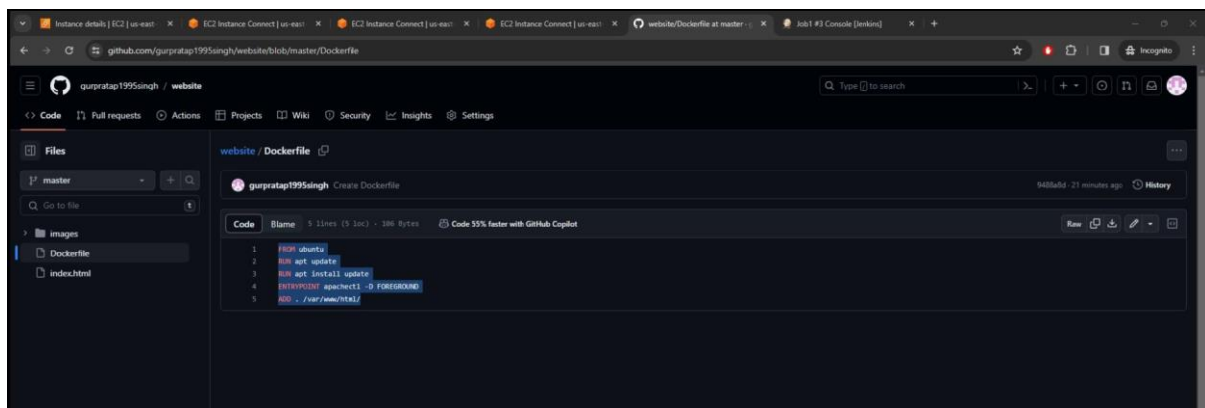 Instance details | EC2 | us-east
EC2 Instance Connect | us-east
EC2 Instance Connect | us-east
EC2 Instance Connect | us-east
website/Dockerfile at master
Job1 #3 Console [Jenkins]
github.com/gurpratap1995singh/website/blob/master/Dockerfile
Incognito
gurpratap1995singh / website
Type / to search
Code
Pull requests
Actions
Projects
Wiki
Security
Insights
Settings
Files
website / Dockerfile
master
gurpratap1995singh Create Dockerfile
21 minutes ago
History
Go to file
t
Code Blame 5 lines (5 loc) · 106 Bytes Code 55% faster with GitHub Copilot
Raw
images
Dockerfile
index.html
1 FROM ubuntu
2 RUN apt update
3 RUN apt install update
4 ENTRYPOINT apachectl -D FOREGROUND
5 ADD . /var/www/html/